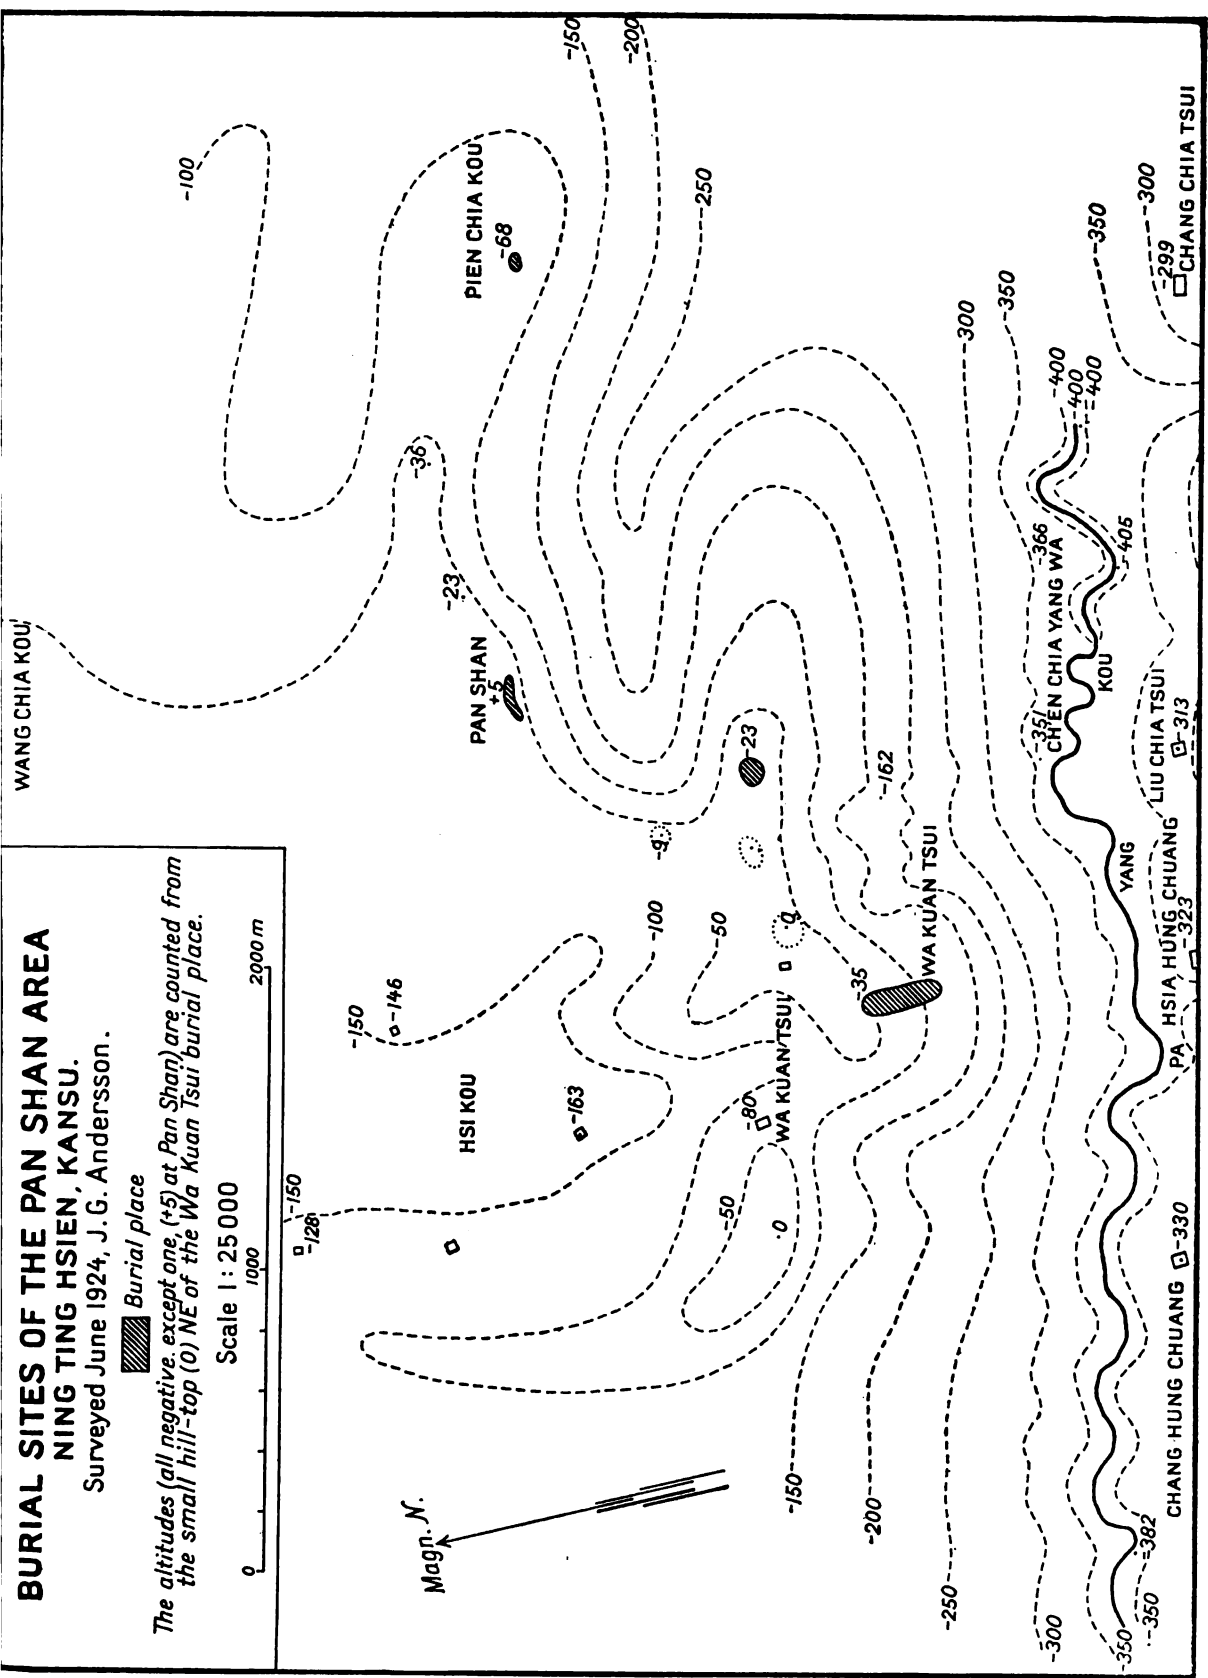 BURIAL SITES OF THE PAN SHAN AREA
NING TING HSIEN, KANSU.
Surveyed June 1924, J. G. Andersson.
Burial place
The altitudes (all negative. except one, (+5) at Pan Shan) are counted from
the small hill-top (0) NE of the Wa Kuan Tsui burial place.
Scale 1 : 25 000
0
1000
2000 m
WANG CHIA KOU
-100
-150
-200
PIEN CHIA KOU
-68
-250
-36
-23
PAN SHAN
+5
-23
-9
-162
-300
-350
-150
-146
-100
-50
0
-35
WA KUAN TSUI
HSI KOU
-163
-80
WA KUAN TSUI
-150
-128
-50
0
Magn. N.
-150
-200
-250
-300
-350
-350
-382
-400
-400
-400
-366
-405
CH'EN CHIA YANG WA
-351
KOU
YANG
PA
-350
-300
-299
CHANG CHIA TSUI
LIU CHIA TSUI
-313
HSIA HUNG CHUANG
-323
CHANG HUNG CHUANG
-330